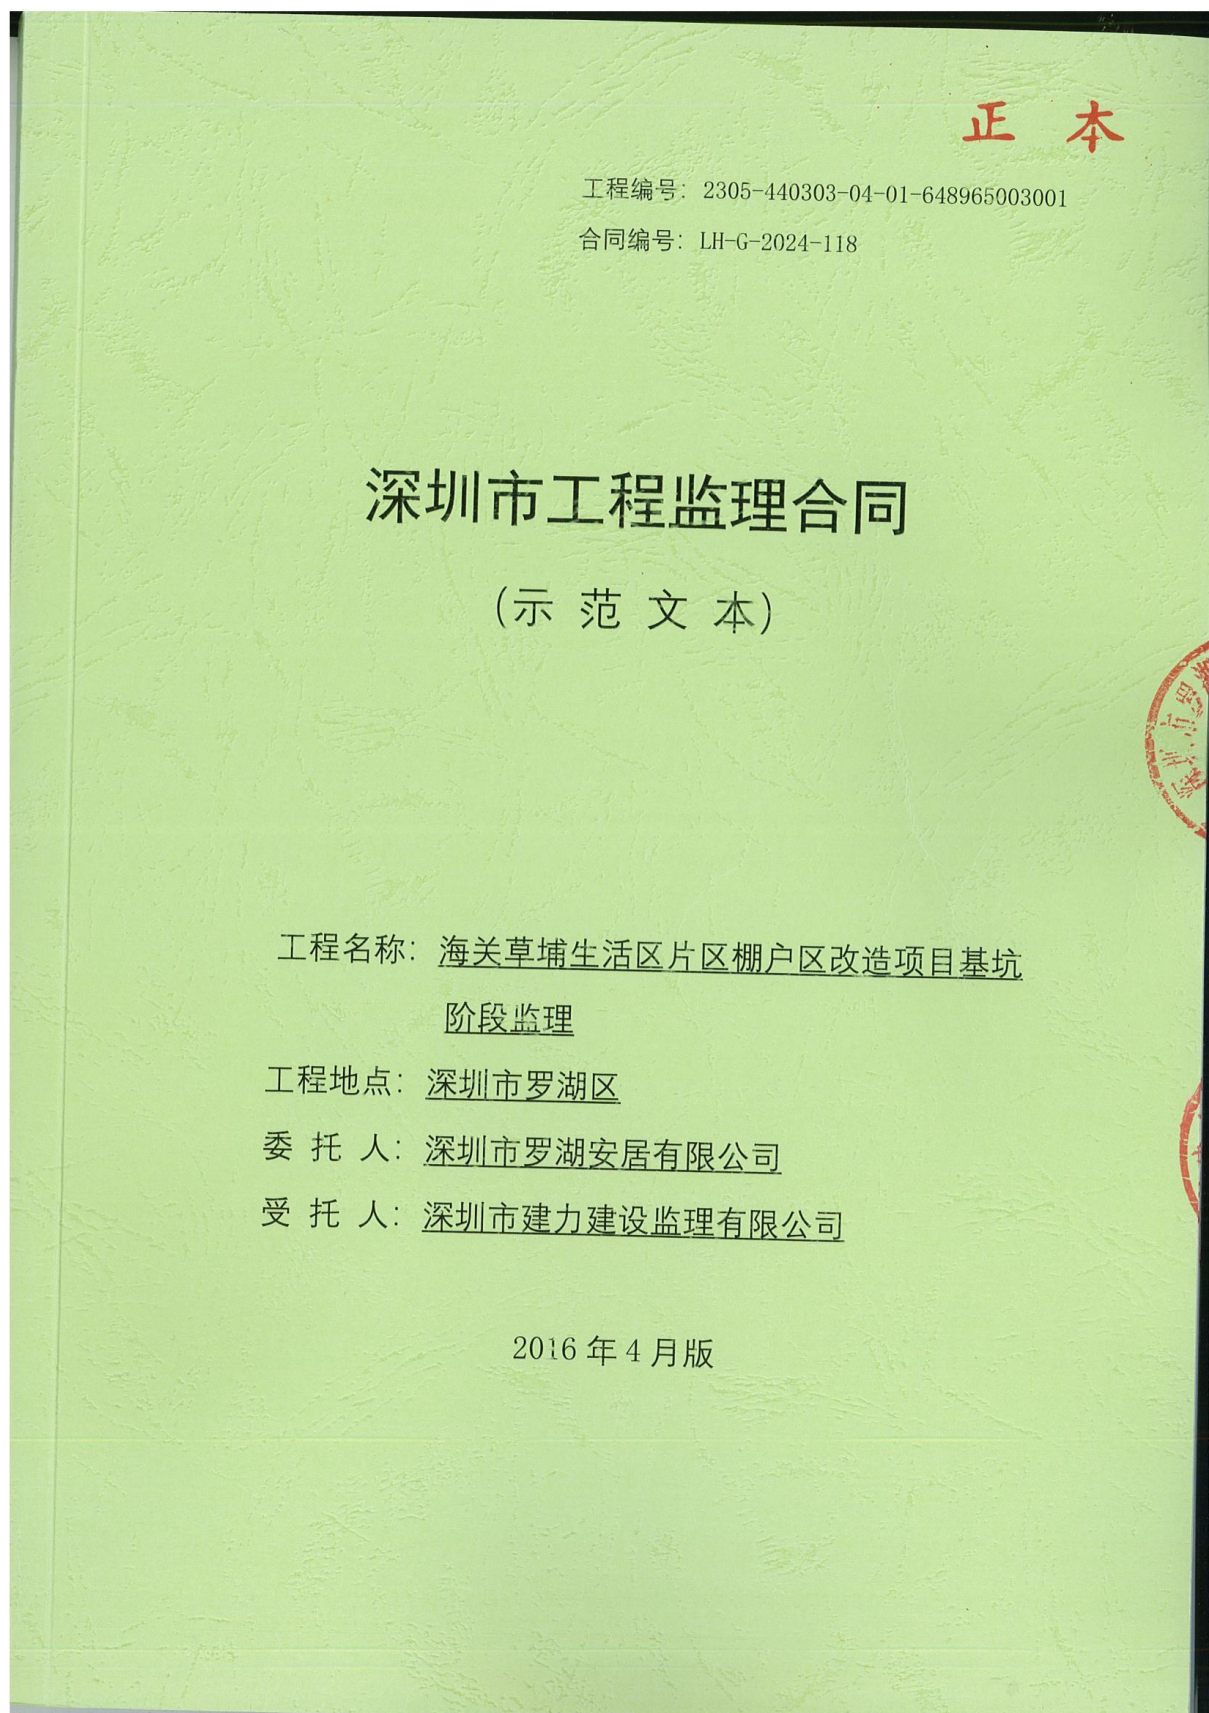 正 本
工程编号：2305-440303-04-01-648965003001
合同编号：LH-G-2024-118
深圳市工程监理合同
(示 范 文 本)
深圳市罗
工程名称：海关草埔生活区片区棚户区改造项目基坑
阶段监理
工程地点：深圳市罗湖区
委 托 人：深圳市罗湖安居有限公司
受 托 人：深圳市建力建设监理有限公司
2016 年 4 月版